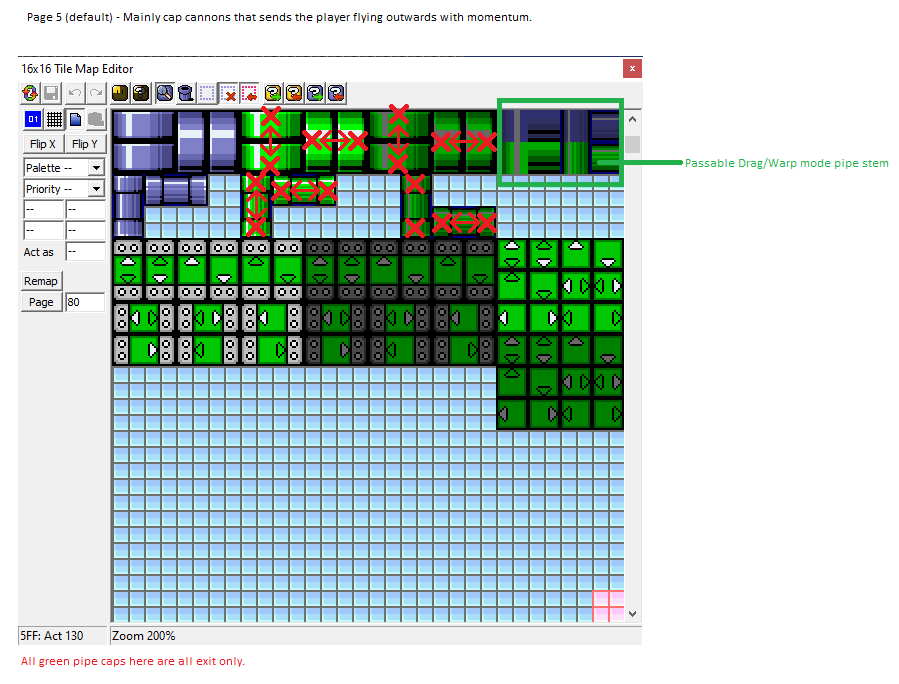 Page 5 (default) - Mainly cap cannons that sends the player flying outwards with momentum.
16x16 Tile Map Editor
x
01
Flip X
Flip Y
Palette --
Passable Drag/Warp mode pipe stem
Priority --
-- --
-- --
Act as --
Remap
Page 80
5FF: Act 130
Zoom 200%
All green pipe caps here are all exit only.